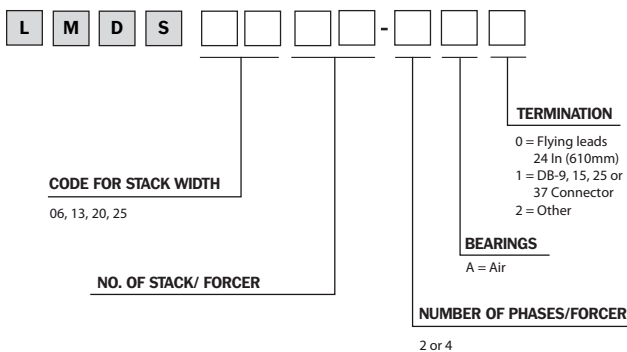 L M D S -
TERMINATION
0 = Flying leads
24 In (610mm)
1 = DB-9, 15, 25 or
37 Connector
2 = Other
CODE FOR STACK WIDTH
06, 13, 20, 25
BEARINGS
A = Air
NO. OF STACK/ FORCER
NUMBER OF PHASES/FORCER
2 or 4